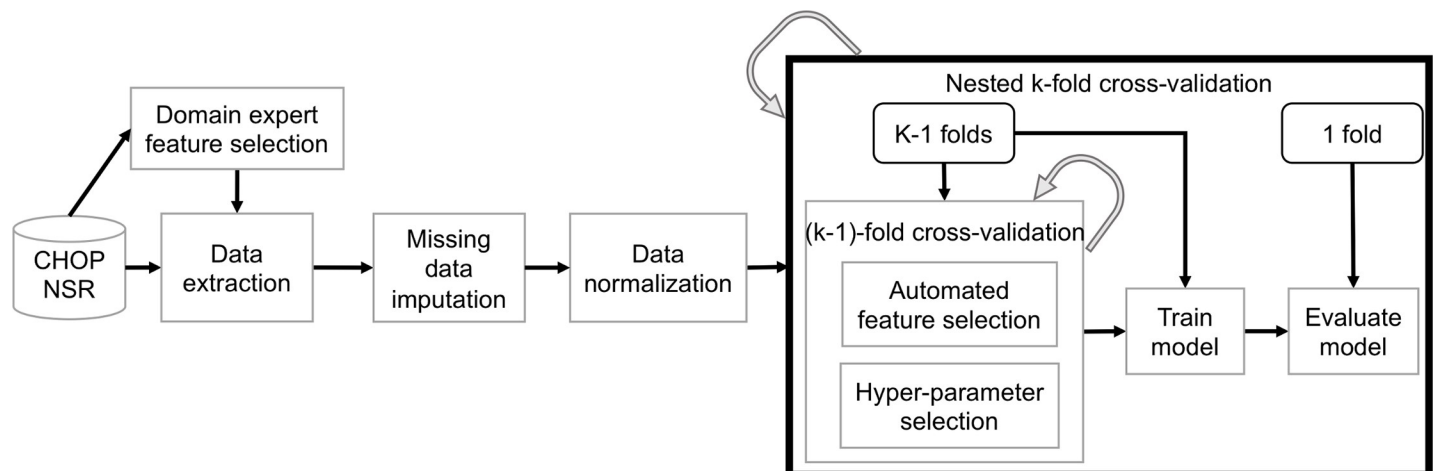 Domain expert
feature selection
CHOP
NSR
Data
extraction
Missing
data
imputation
Data
normalization
Nested k-fold cross-validation
K-1 folds
1 fold
(k-1)-fold cross-validation
Automated
feature selection
Hyper-parameter
selection
Train
model
Evaluate
model